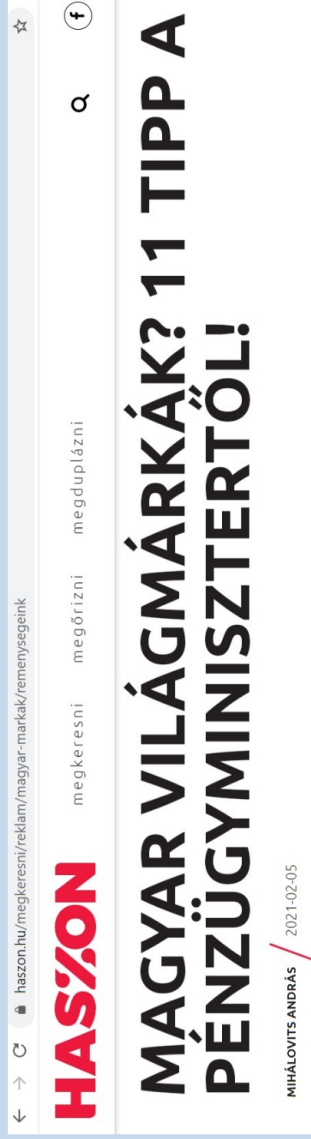 haszon.hu/megkeresni/reklam/magyar-markak/remenysegeink
HASZON
megkeresni megőrizni megduplázni
f
MAGYAR VILÁGMÁRKÁK? 11 TIPP A
PÉNZÜGYMINISZTERTŐL!
MIHÁLOVITS ANDRÁS / 2021-02-05